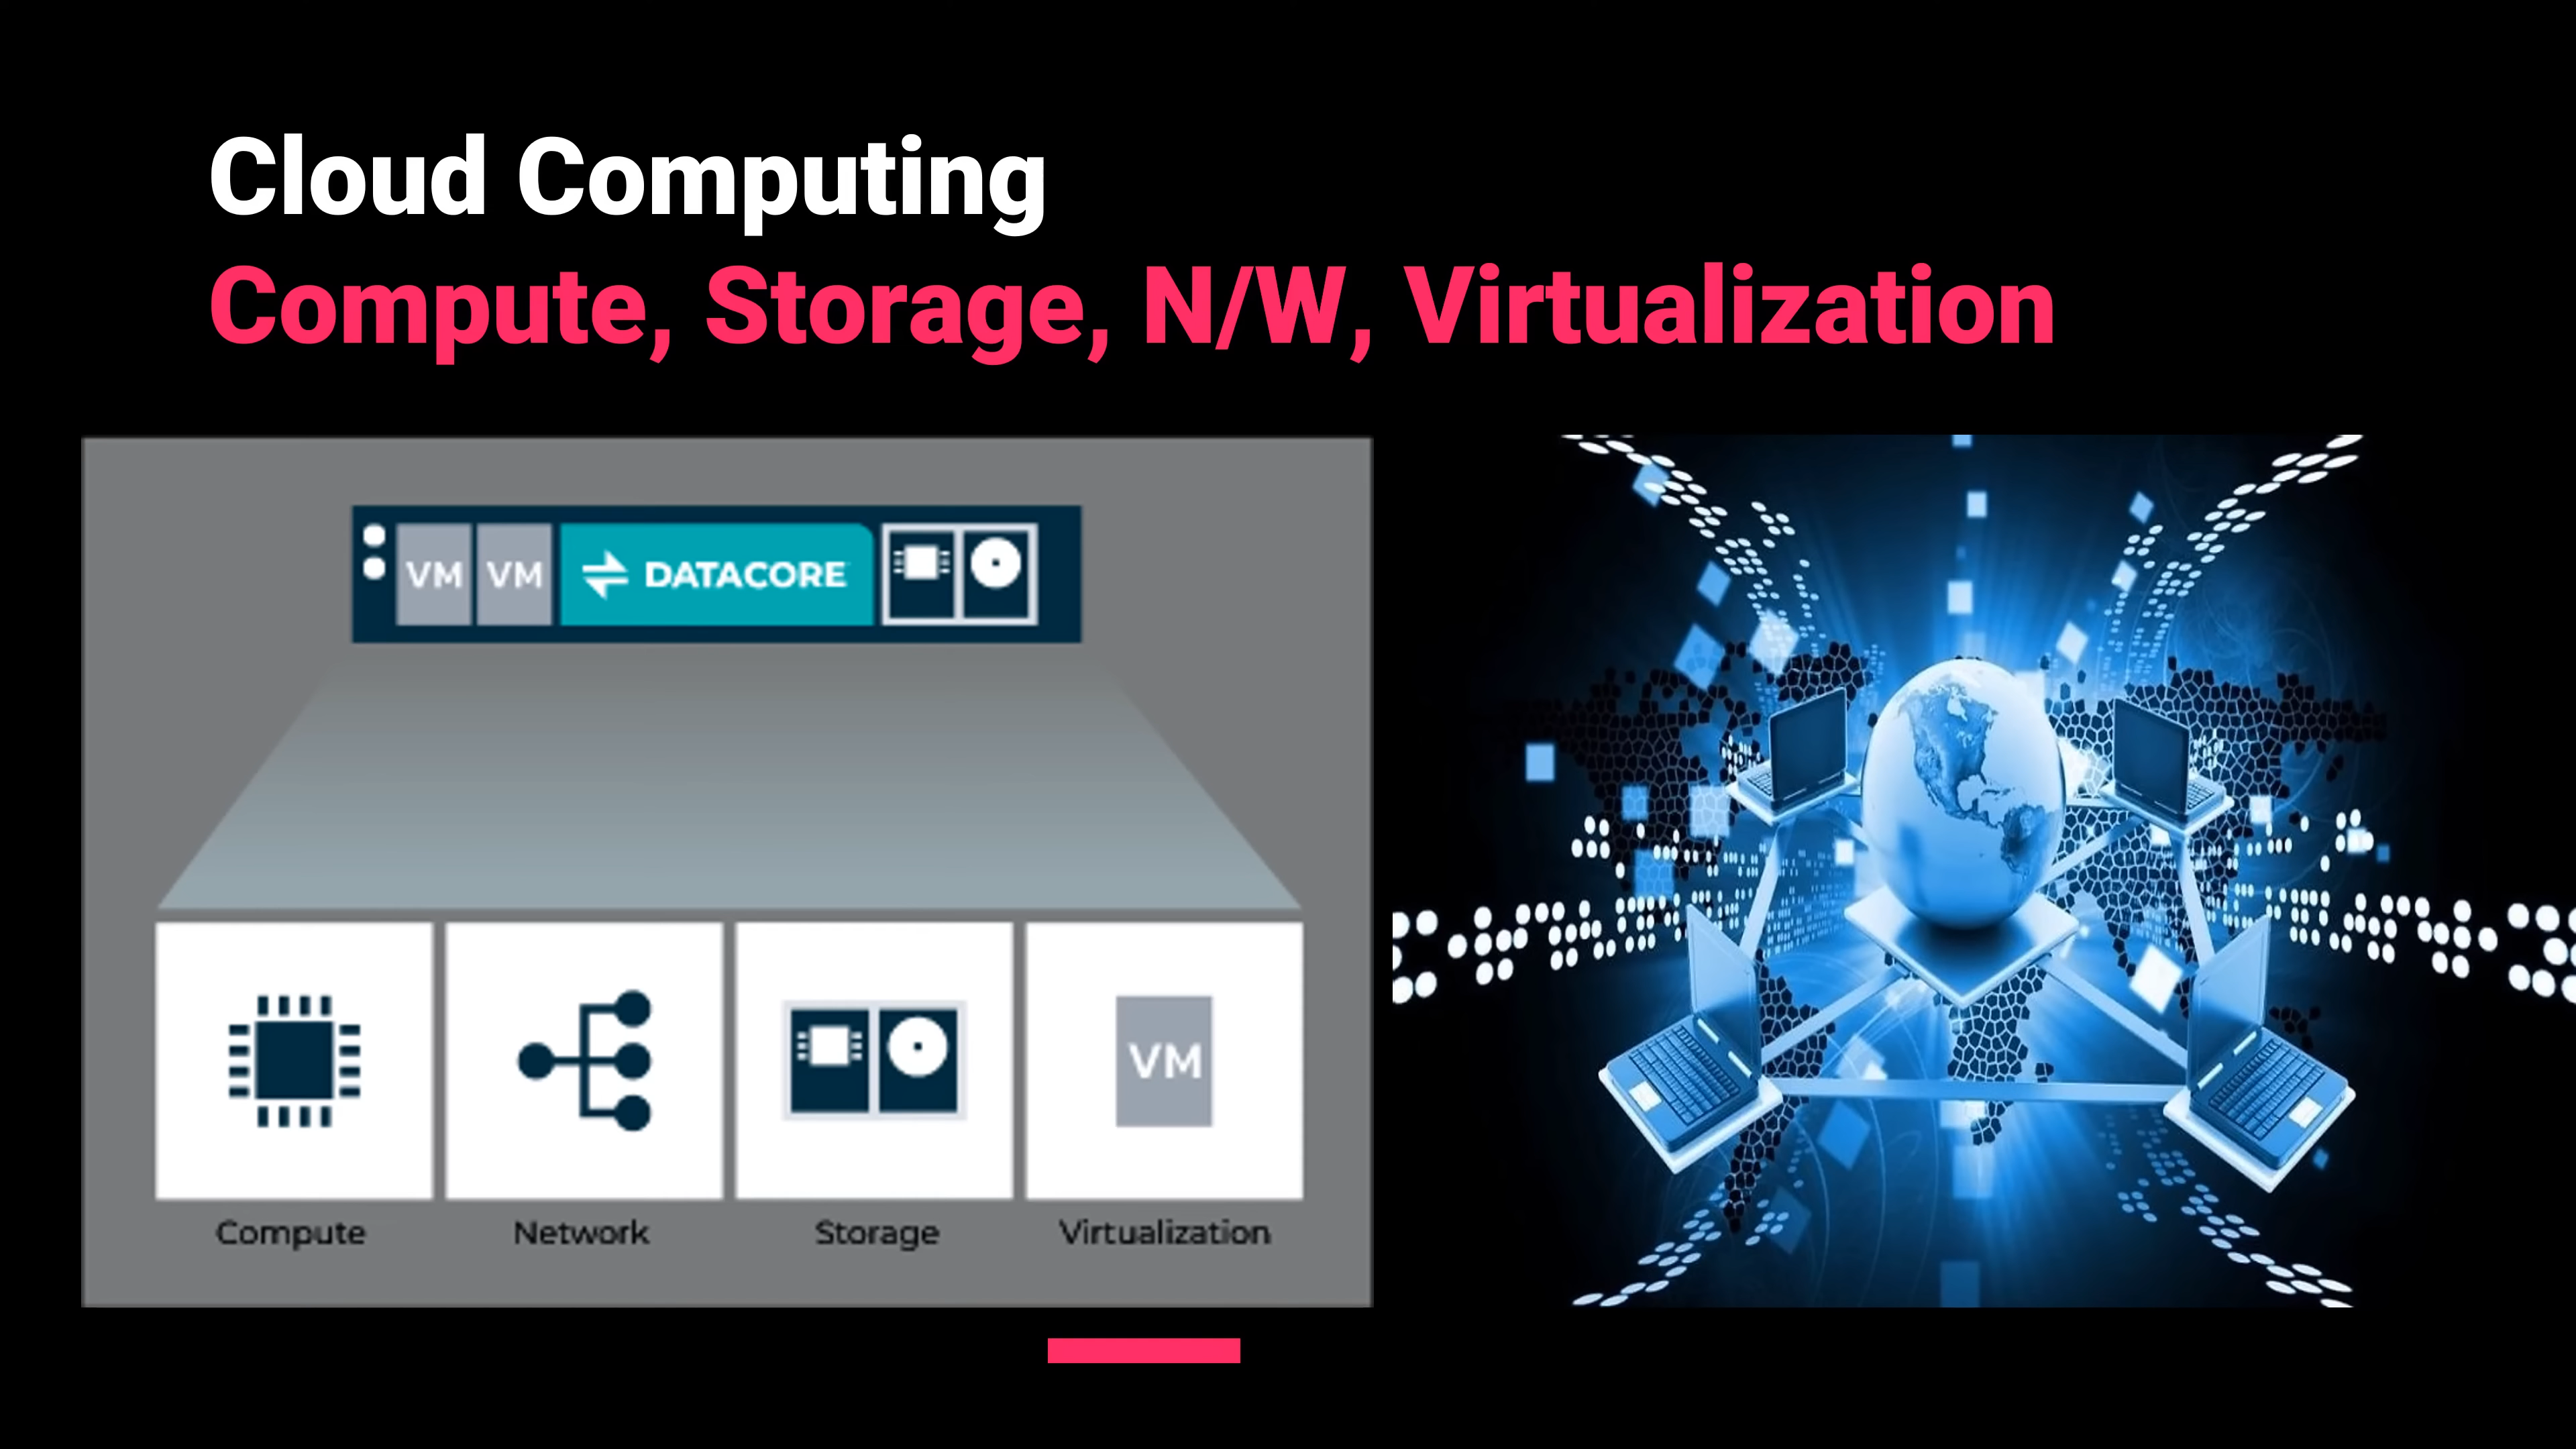 Cloud Computing
Compute, Storage, N/W, Virtualization
VM VM DATACORE
VM
Compute Network Storage Virtualization